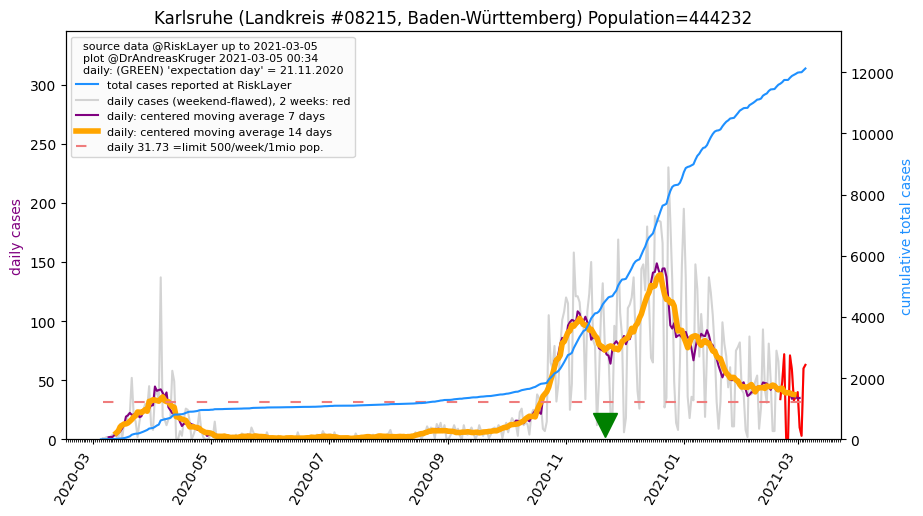 Karlsruhe (Landkreis #08215, Baden-Württemberg) Population=444232
source data @RiskLayer up to 2021-03-05
plot @DrAndreasKruger 2021-03-05 00:34
daily: (GREEN) 'expectation day' = 21.11.2020
total cases reported at RiskLayer
daily cases (weekend-flawed), 2 weeks: red
daily: centered moving average 7 days
daily: centered moving average 14 days
daily 31.73 =limit 500/week/1mio pop.
daily cases
300
250
200
150
100
50
0
12000
10000
8000
6000
4000
2000
0
cumulative total cases
2020-03
2020-05
2020-07
2020-09
2020-11
2021-01
2021-03